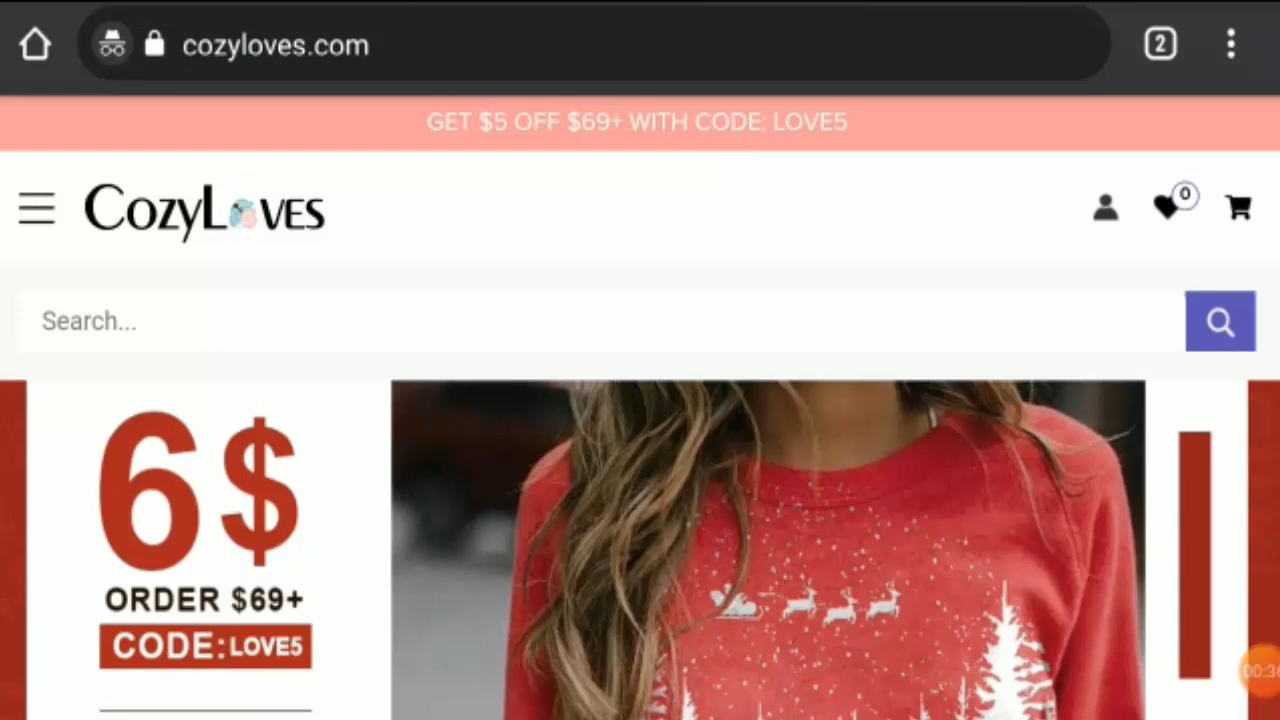 cozyloves.com
2
GET $5 OFF $69+ WITH CODE: LOVE5
CozyLoves
0
Search...
6$
ORDER $69+
CODE:LOVE5